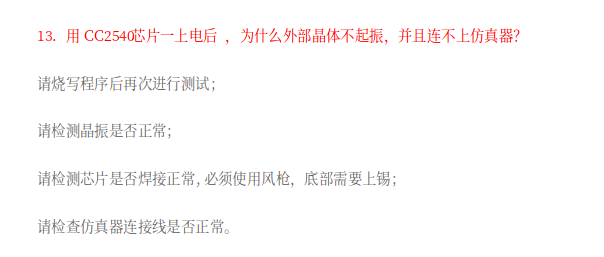 13. 用 CC2540芯片一上电后 ，为什么外部晶体不起振，并且连不上仿真器?
请烧写程序后再次进行测试;
请检测晶振是否正常;
请检测芯片是否焊接正常,必须使用风枪，底部需要上锡;
请检查仿真器连接线是否正常。